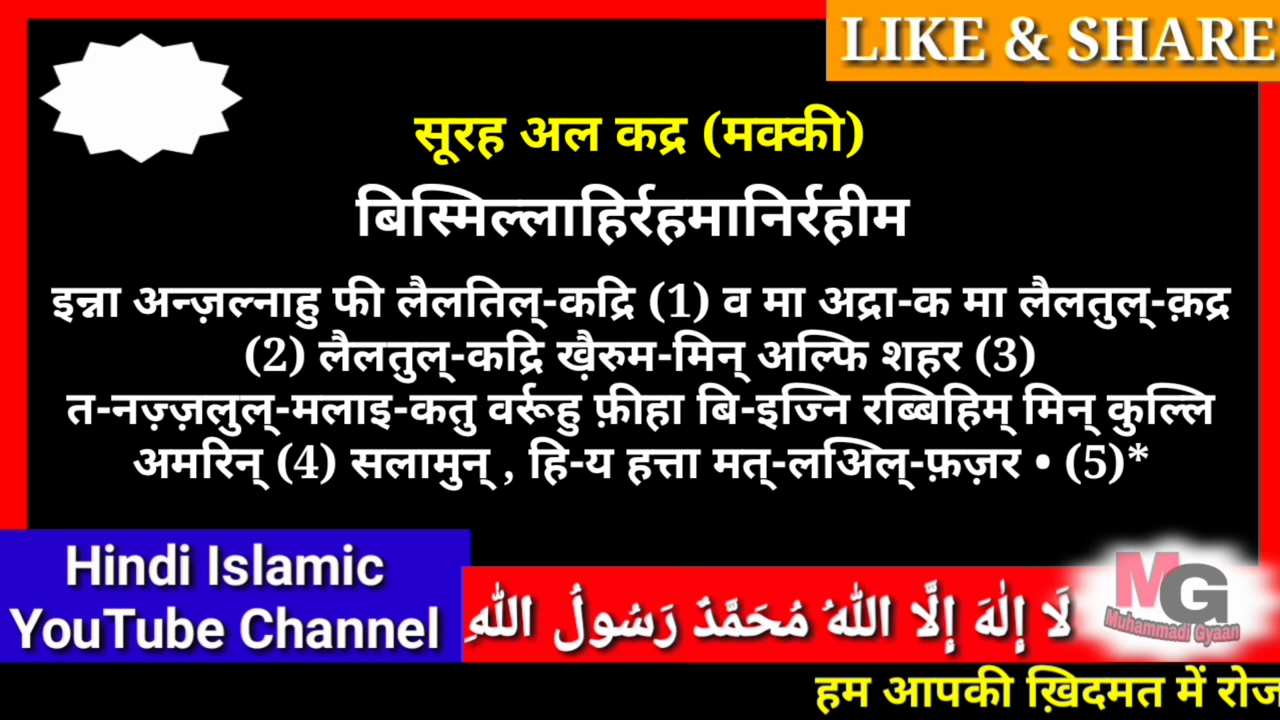 LIKE & SHARE
सूरह अल कद्र (मक्की)
बिस्मिल्लाहिर्रहमानिर्रहीम
इन्ना अन्ज़ल्नाहु फी लैलतिल्-कद्रि (1) व मा अद्रा-क मा लैलतुल्-क़द्र
(2) लैलतुल्-कद्रि ख़ैरुम-मिन् अल्फि शहर (3)
त-नज़्ज़लुल्-मलाइ-कतु वर्रूहु फ़ीहा बि-इज्नि रब्बिहिम् मिन् कुल्लि
अमरिन् (4) सलामुन् , हि-य हत्ता मत्-लअिल्-फ़ज़र • (5)*
Hindi Islamic
YouTube Channel
لَا إِلٰهَ إِلَّا اللهُ مُحَمَّدٌ رَسُولُ اللهِ
MG
Muhammadi Gyaan
हम आपकी ख़िदमत में रोज